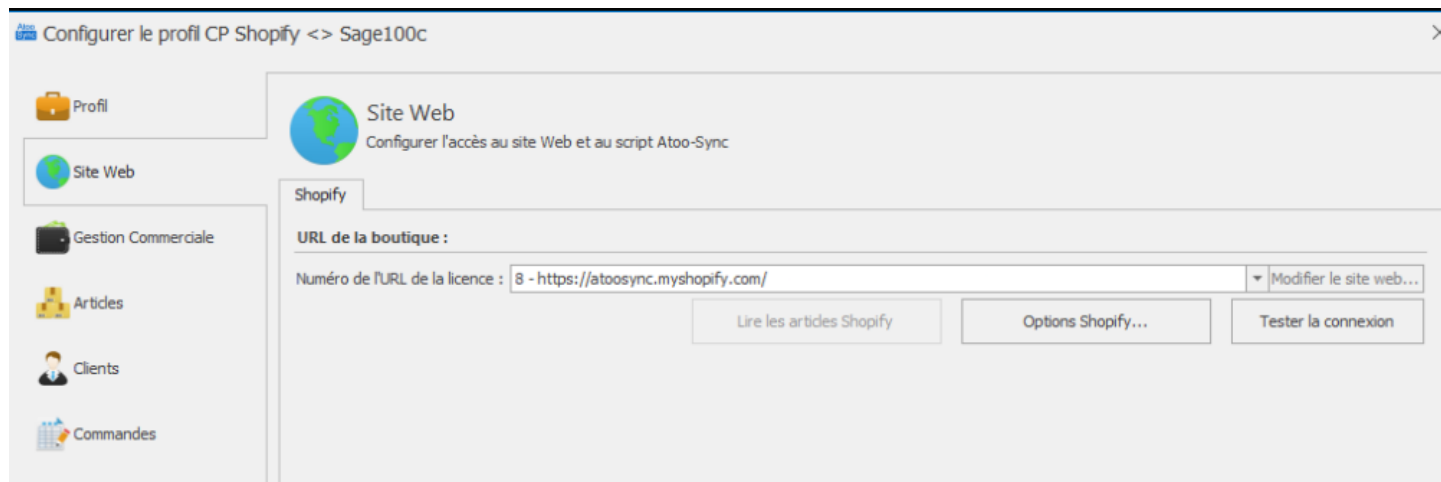 Atoo Sync Configurer le profil CP Shopify <> Sage100c
Profil
Site Web
Gestion Commerciale
Articles
Clients
Commandes
Site Web
Configurer l'accès au site Web et au script Atoo-Sync
Shopify
URL de la boutique :
Numéro de l'URL de la licence : 8 - https://atoosync.myshopify.com/ Modifier le site web...
Lire les articles Shopify Options Shopify... Tester la connexion